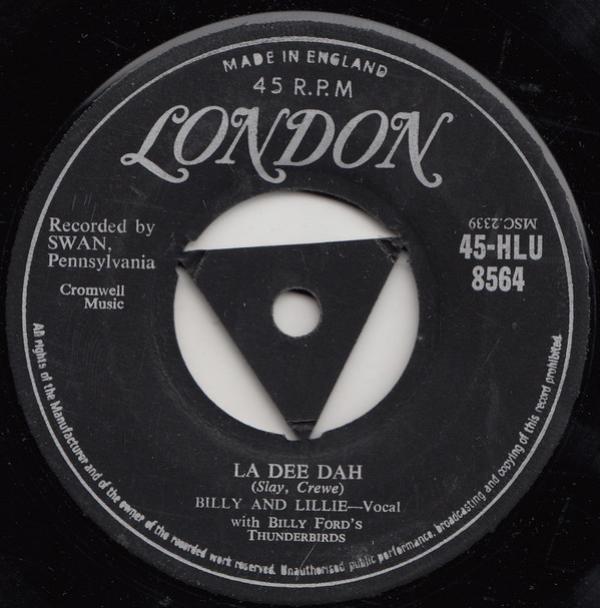 MADE IN ENGLAND
45 R.P.M
LONDON
Recorded by
SWAN,
Pennsylvania
Cromwell
Music
MSC.2339
45-HLU
8564
LA DEE DAH
(Slay, Crewe)
BILLY AND LILLIE—Vocal
with BILLY FORD'S
THUNDERBIRDS
All rights of the Manufacturer and of the owner of the recorded work reserved. Unauthorised public performance, broadcasting and copying of this record prohibited.